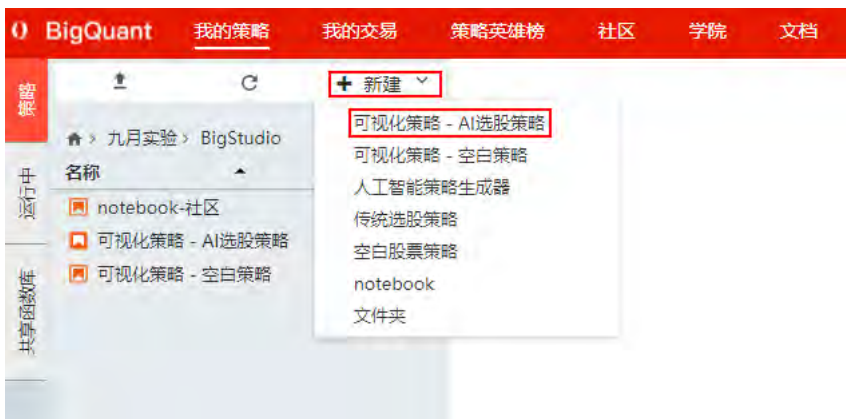 BigQuant 我的策略 我的交易 策略英雄榜 社区 学院 文档
策略
运行中
共享函数库
新建
九月实验 > BigStudio
名称
notebook-社区
可视化策略 - AI选股策略
可视化策略 - 空白策略
可视化策略 - AI选股策略
可视化策略 - 空白策略
人工智能策略生成器
传统选股策略
空白股票策略
notebook
文件夹